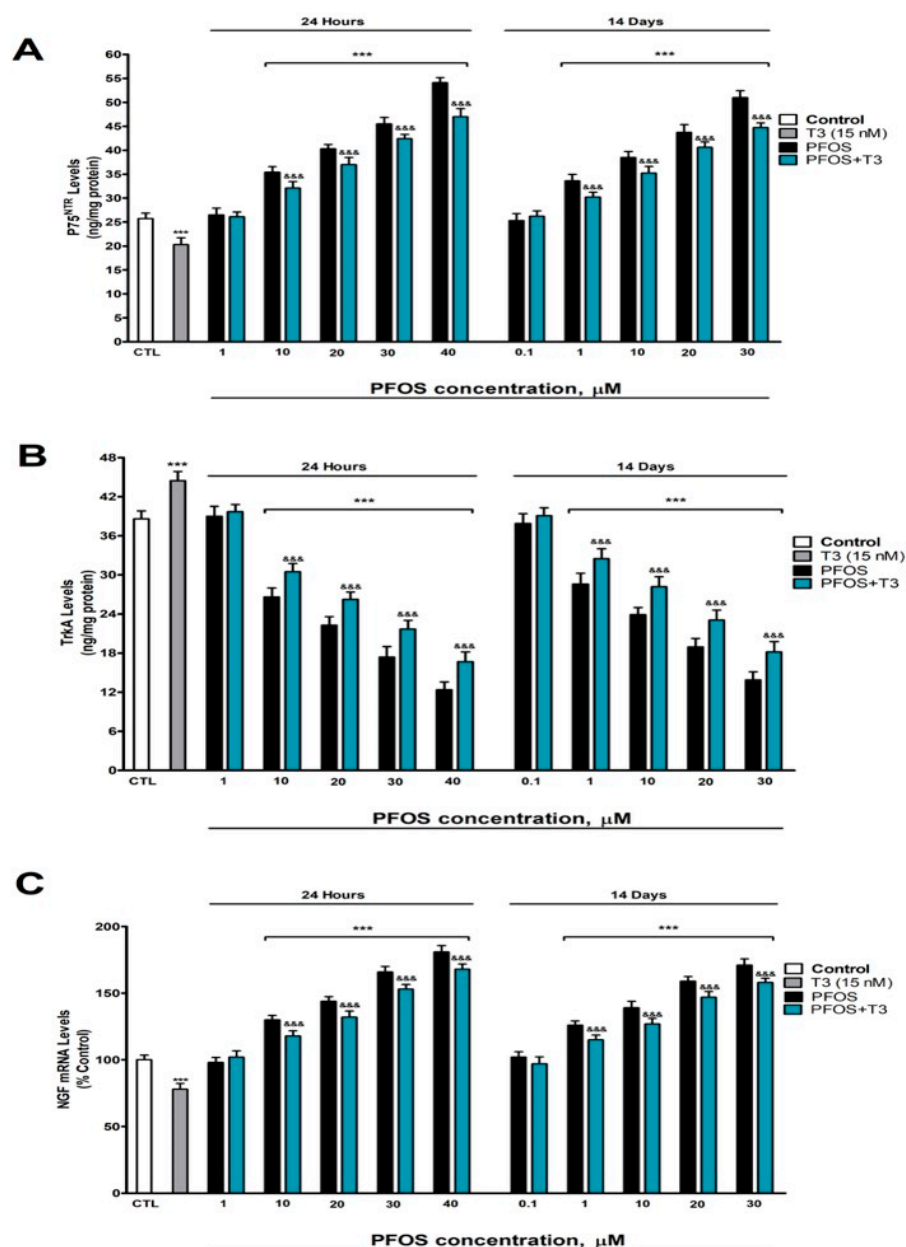 A
24 Hours
14 Days
***
***
60
55
50
45
40
35
30
25
20
15
10
5
0
P75NTR Levels
(ng/mg protein)
***
&&&
&&&
&&&
&&&
&&&
&&&
&&&
&&&
Control
T3 (15 nM)
PFOS
PFOS+T3
CTL
1
10
20
30
40
0.1
1
10
20
30
PFOS concentration, μM
B
24 Hours
14 Days
***
***
48
42
36
30
24
18
12
6
0
TrkA Levels
(ng/mg protein)
***
&&&
&&&
&&&
&&&
&&&
&&&
&&&
&&&
Control
T3 (15 nM)
PFOS
PFOS+T3
CTL
1
10
20
30
40
0.1
1
10
20
30
PFOS concentration, μM
C
24 Hours
14 Days
***
***
200
150
100
50
0
NGF mRNA Levels
(% Control)
***
&&&
&&&
&&&
&&&
&&&
&&&
&&&
&&&
Control
T3 (15 nM)
PFOS
PFOS+T3
CTL
1
10
20
30
40
0.1
1
10
20
30
PFOS concentration, μM